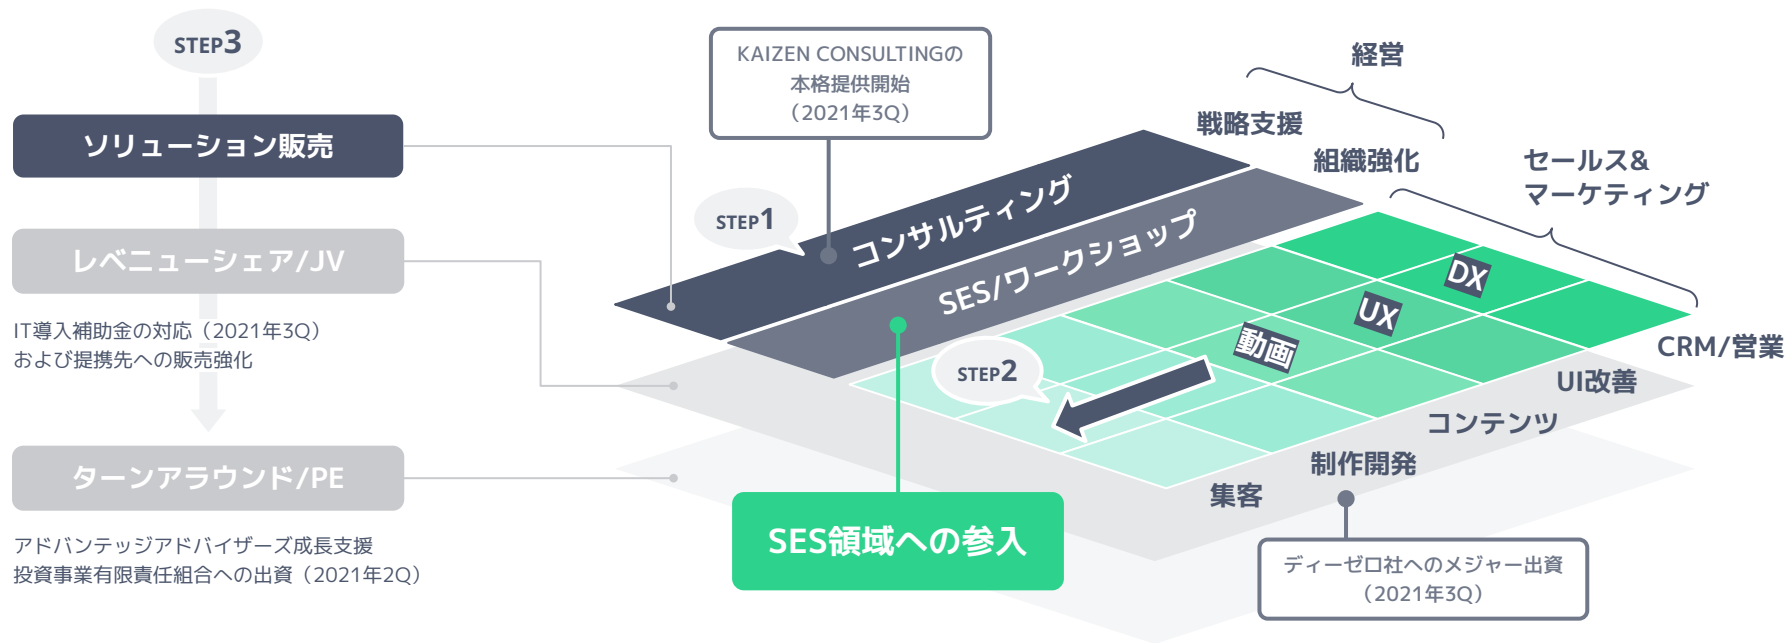 STEP3
ソリューション販売
レベニューシェア/JV
IT導入補助金の対応（2021年3Q）
および提携先への販売強化
ターンアラウンド/PE
アドバンテッジアドバイザーズ成長支援
投資事業有限責任組合への出資（2021年2Q）
KAIZEN CONSULTINGの
本格提供開始
（2021年3Q）
STEP1
コンサルティング
SES/ワークショップ
経営
戦略支援
組織強化
セールス&
マーケティング
DX
UX
動画
STEP2
CRM/営業
UI改善
コンテンツ
制作開発
集客
SES領域への参入
ディーゼロ社へのメジャー出資
（2021年3Q）